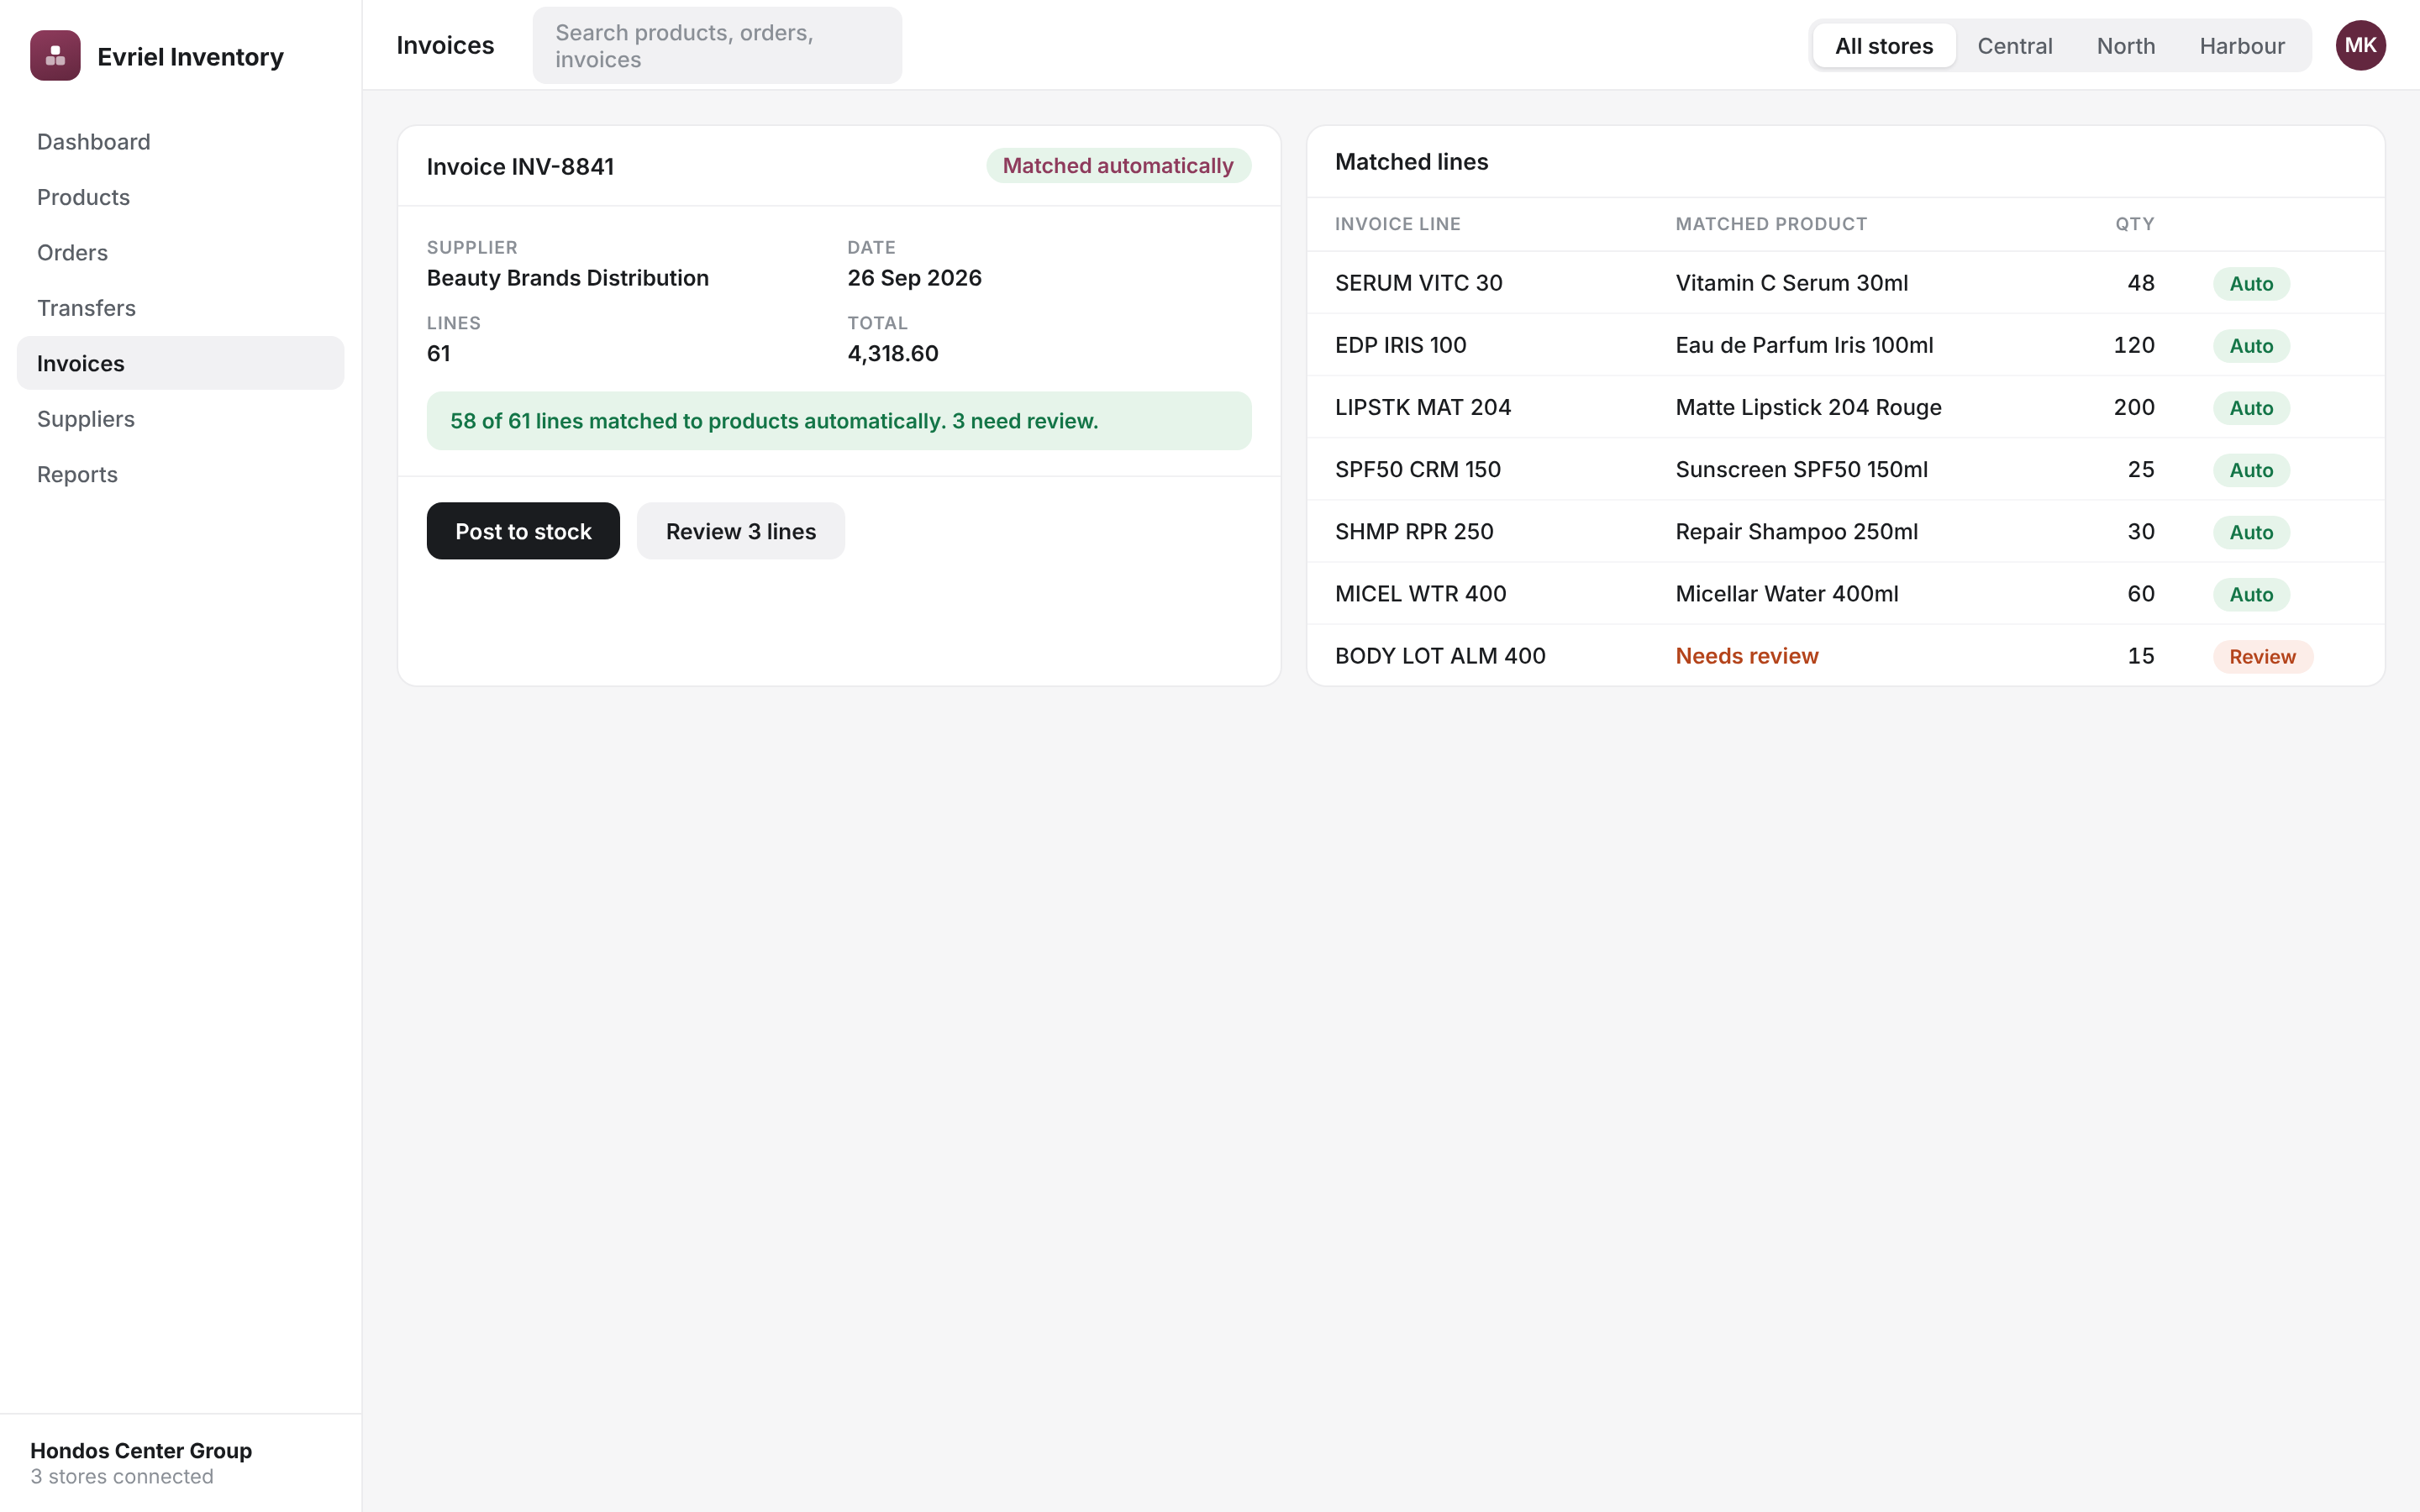 Evriel Inventory
Dashboard
Products
Orders
Transfers
Invoices
Suppliers
Reports
Hondos Center Group
3 stores connected
Invoices
Search products, orders,
invoices
All stores Central North Harbour MK
Invoice INV-8841 Matched automatically
SUPPLIER DATE
Beauty Brands Distribution 26 Sep 2026
LINES TOTAL
61 4,318.60
58 of 61 lines matched to products automatically. 3 need review.
Post to stock Review 3 lines
Matched lines
INVOICE LINE MATCHED PRODUCT QTY
SERUM VITC 30 Vitamin C Serum 30ml 48 Auto
EDP IRIS 100 Eau de Parfum Iris 100ml 120 Auto
LIPSTK MAT 204 Matte Lipstick 204 Rouge 200 Auto
SPF50 CRM 150 Sunscreen SPF50 150ml 25 Auto
SHMP RPR 250 Repair Shampoo 250ml 30 Auto
MICEL WTR 400 Micellar Water 400ml 60 Auto
BODY LOT ALM 400 Needs review 15 Review